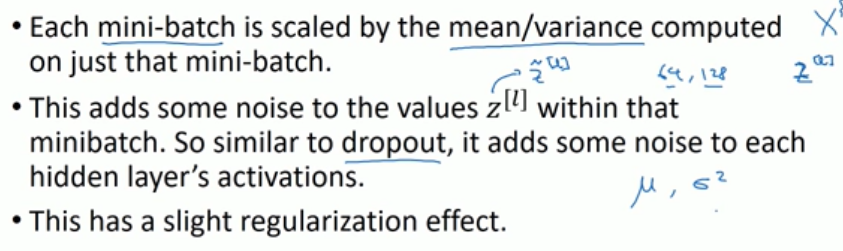 • Each mini-batch is scaled by the mean/variance computed
on just that mini-batch.
z̃[l]
64, 128
z[l]
• This adds some noise to the values z[l] within that
minibatch. So similar to dropout, it adds some noise to each
hidden layer's activations.
μ, σ²
• This has a slight regularization effect.